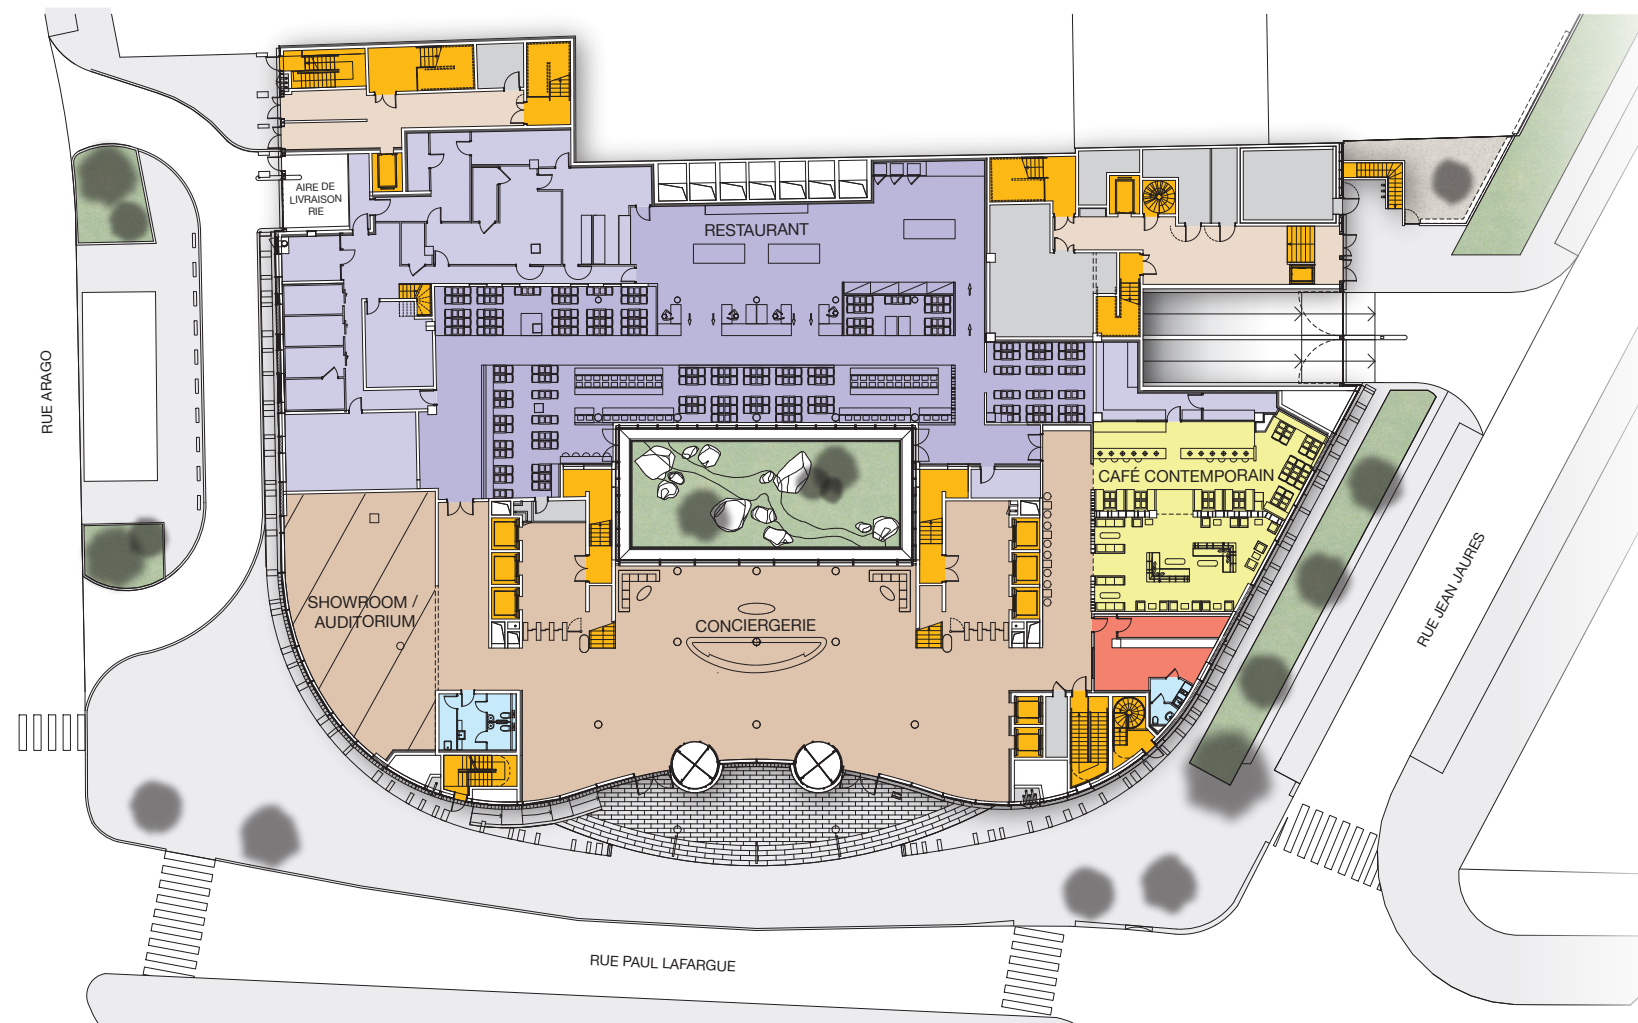 AIRE DE
LIVRAISON
RIE
RESTAURANT
RUE ARAGO
CAFÉ CONTEMPORAIN
SHOWROOM /
AUDITORIUM
CONCIERGERIE
RUE JEAN JAURES
RUE PAUL LAFARGUE